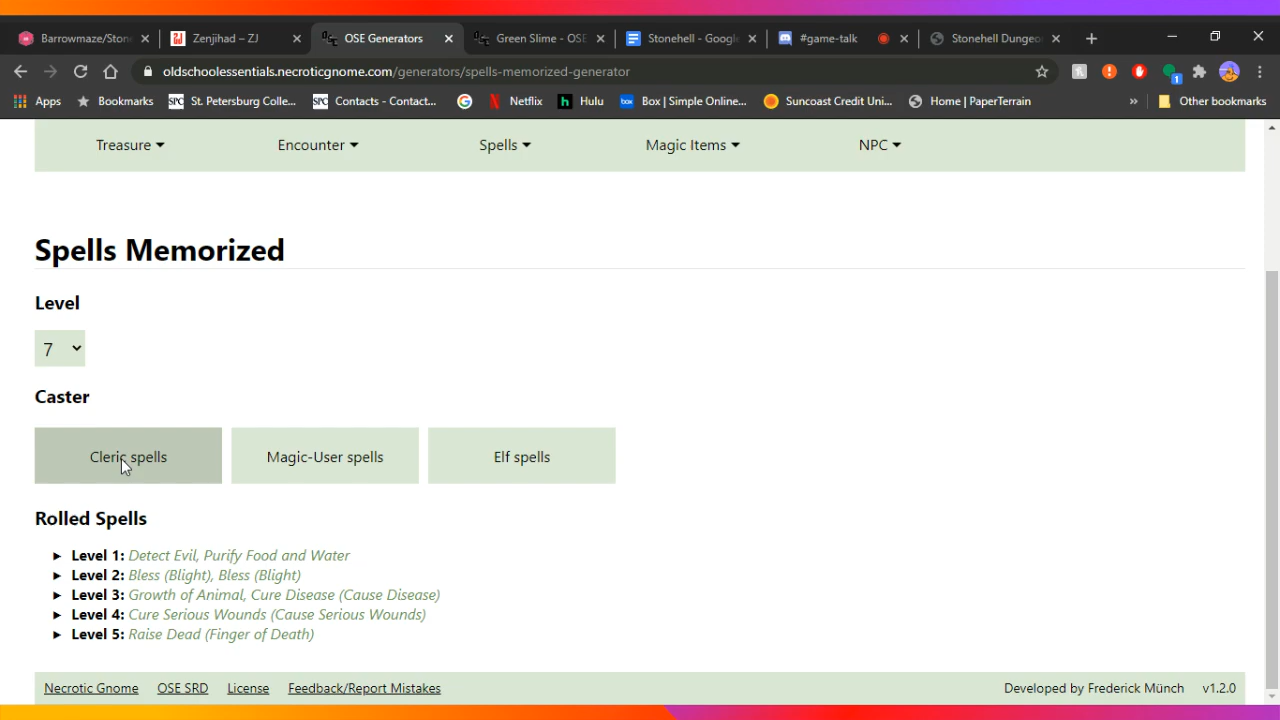 Barrowmaze/Ston
Zenjihad – ZJ
OSE Generators
Green Slime - OSE
Stonehell - Google
#game-talk
Stonehell Dungeo
oldschoolessentials.necroticgnome.com/generators/spells-memorized-generator
Apps
Bookmarks
SPC St. Petersburg Colle...
SPC Contacts - Contact...
Netflix
Hulu
Box | Simple Online...
Suncoast Credit Uni...
Home | PaperTerrain
»
Other bookmarks
Treasure
Encounter
Spells
Magic Items
NPC
Spells Memorized
Level
7
Caster
Cleric spells
Magic-User spells
Elf spells
Rolled Spells
Level 1: Detect Evil, Purify Food and Water
Level 2: Bless (Blight), Bless (Blight)
Level 3: Growth of Animal, Cure Disease (Cause Disease)
Level 4: Cure Serious Wounds (Cause Serious Wounds)
Level 5: Raise Dead (Finger of Death)
Necrotic Gnome
OSE SRD
License
Feedback/Report Mistakes
Developed by Frederick Münch
v1.2.0